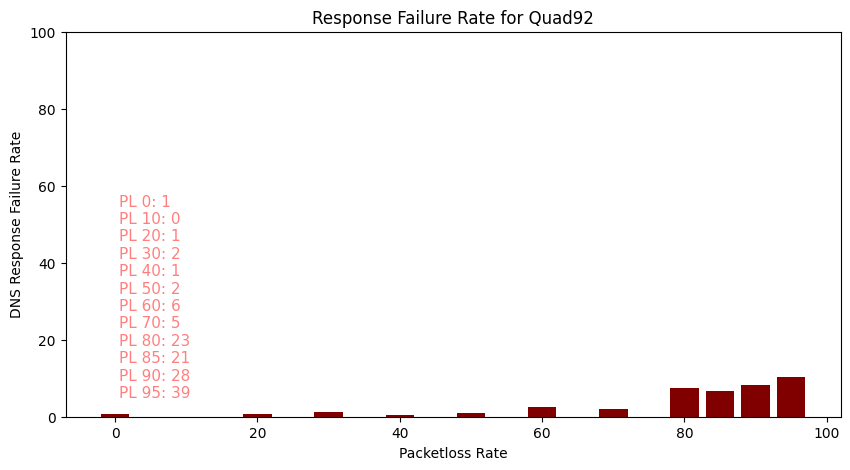 Response Failure Rate for Quad92
DNS Response Failure Rate
100
80
60
40
20
0
PL 0: 1
PL 10: 0
PL 20: 1
PL 30: 2
PL 40: 1
PL 50: 2
PL 60: 6
PL 70: 5
PL 80: 23
PL 85: 21
PL 90: 28
PL 95: 39
0 20 40 60 80 100
Packetloss Rate